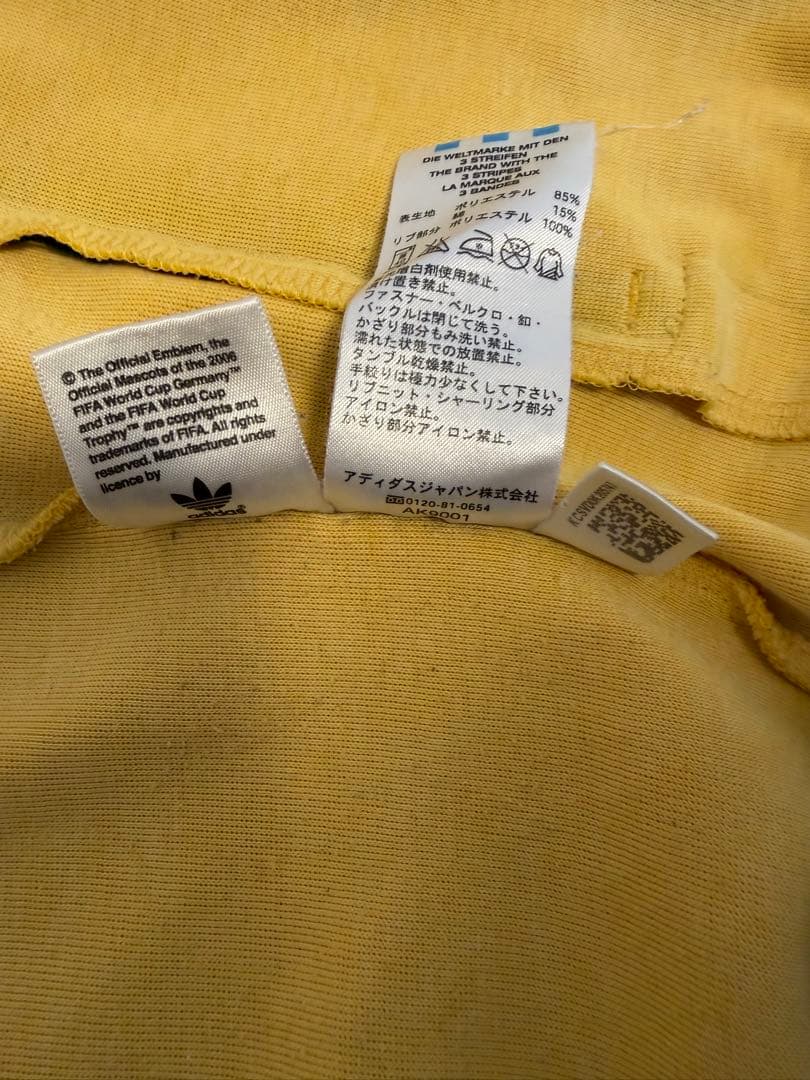 © The Official Emblem, the
Official Mascots of the 2006
FIFA World Cup Germany™
and the FIFA World Cup
Trophy™ are copyrights and
trademarks of FIFA. All rights
reserved. Manufactured under
licence by
adidas®
DIE WELTMARKE MIT DEN
3 STREIFEN
THE BRAND WITH THE
3 STRIPES
LA MARQUE AUX
3 BANDES
表生地 ポリエステル 85%
綿 15%
リブ部分 ポリエステル 100%
増白剤使用禁止。
置き禁止。
ファスナー・ベルクロ・釦・
バックルは閉じて洗う。
かざり部分もみ洗い禁止。
濡れた状態での放置禁止。
タンブル乾燥禁止。
手絞りは極力少なくして下さい。
リブニット・シャーリング部分
アイロン禁止。
かざり部分アイロン禁止。
アディダスジャパン株式会社
0120-81-0654
AK9001